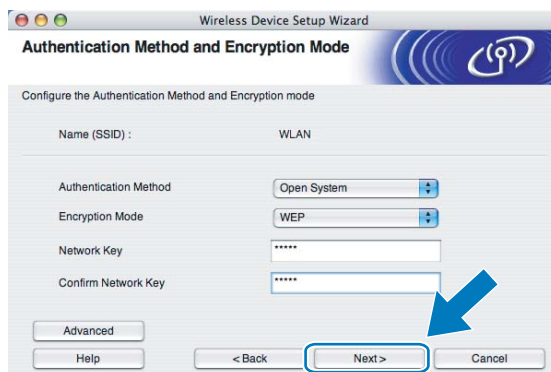 Wireless Device Setup Wizard
Authentication Method and Encryption Mode
Configure the Authentication Method and Encryption mode
Name (SSID) : WLAN
Authentication Method Open System
Encryption Mode WEP
Network Key *****
Confirm Network Key *****
Advanced
Help < Back Next > Cancel